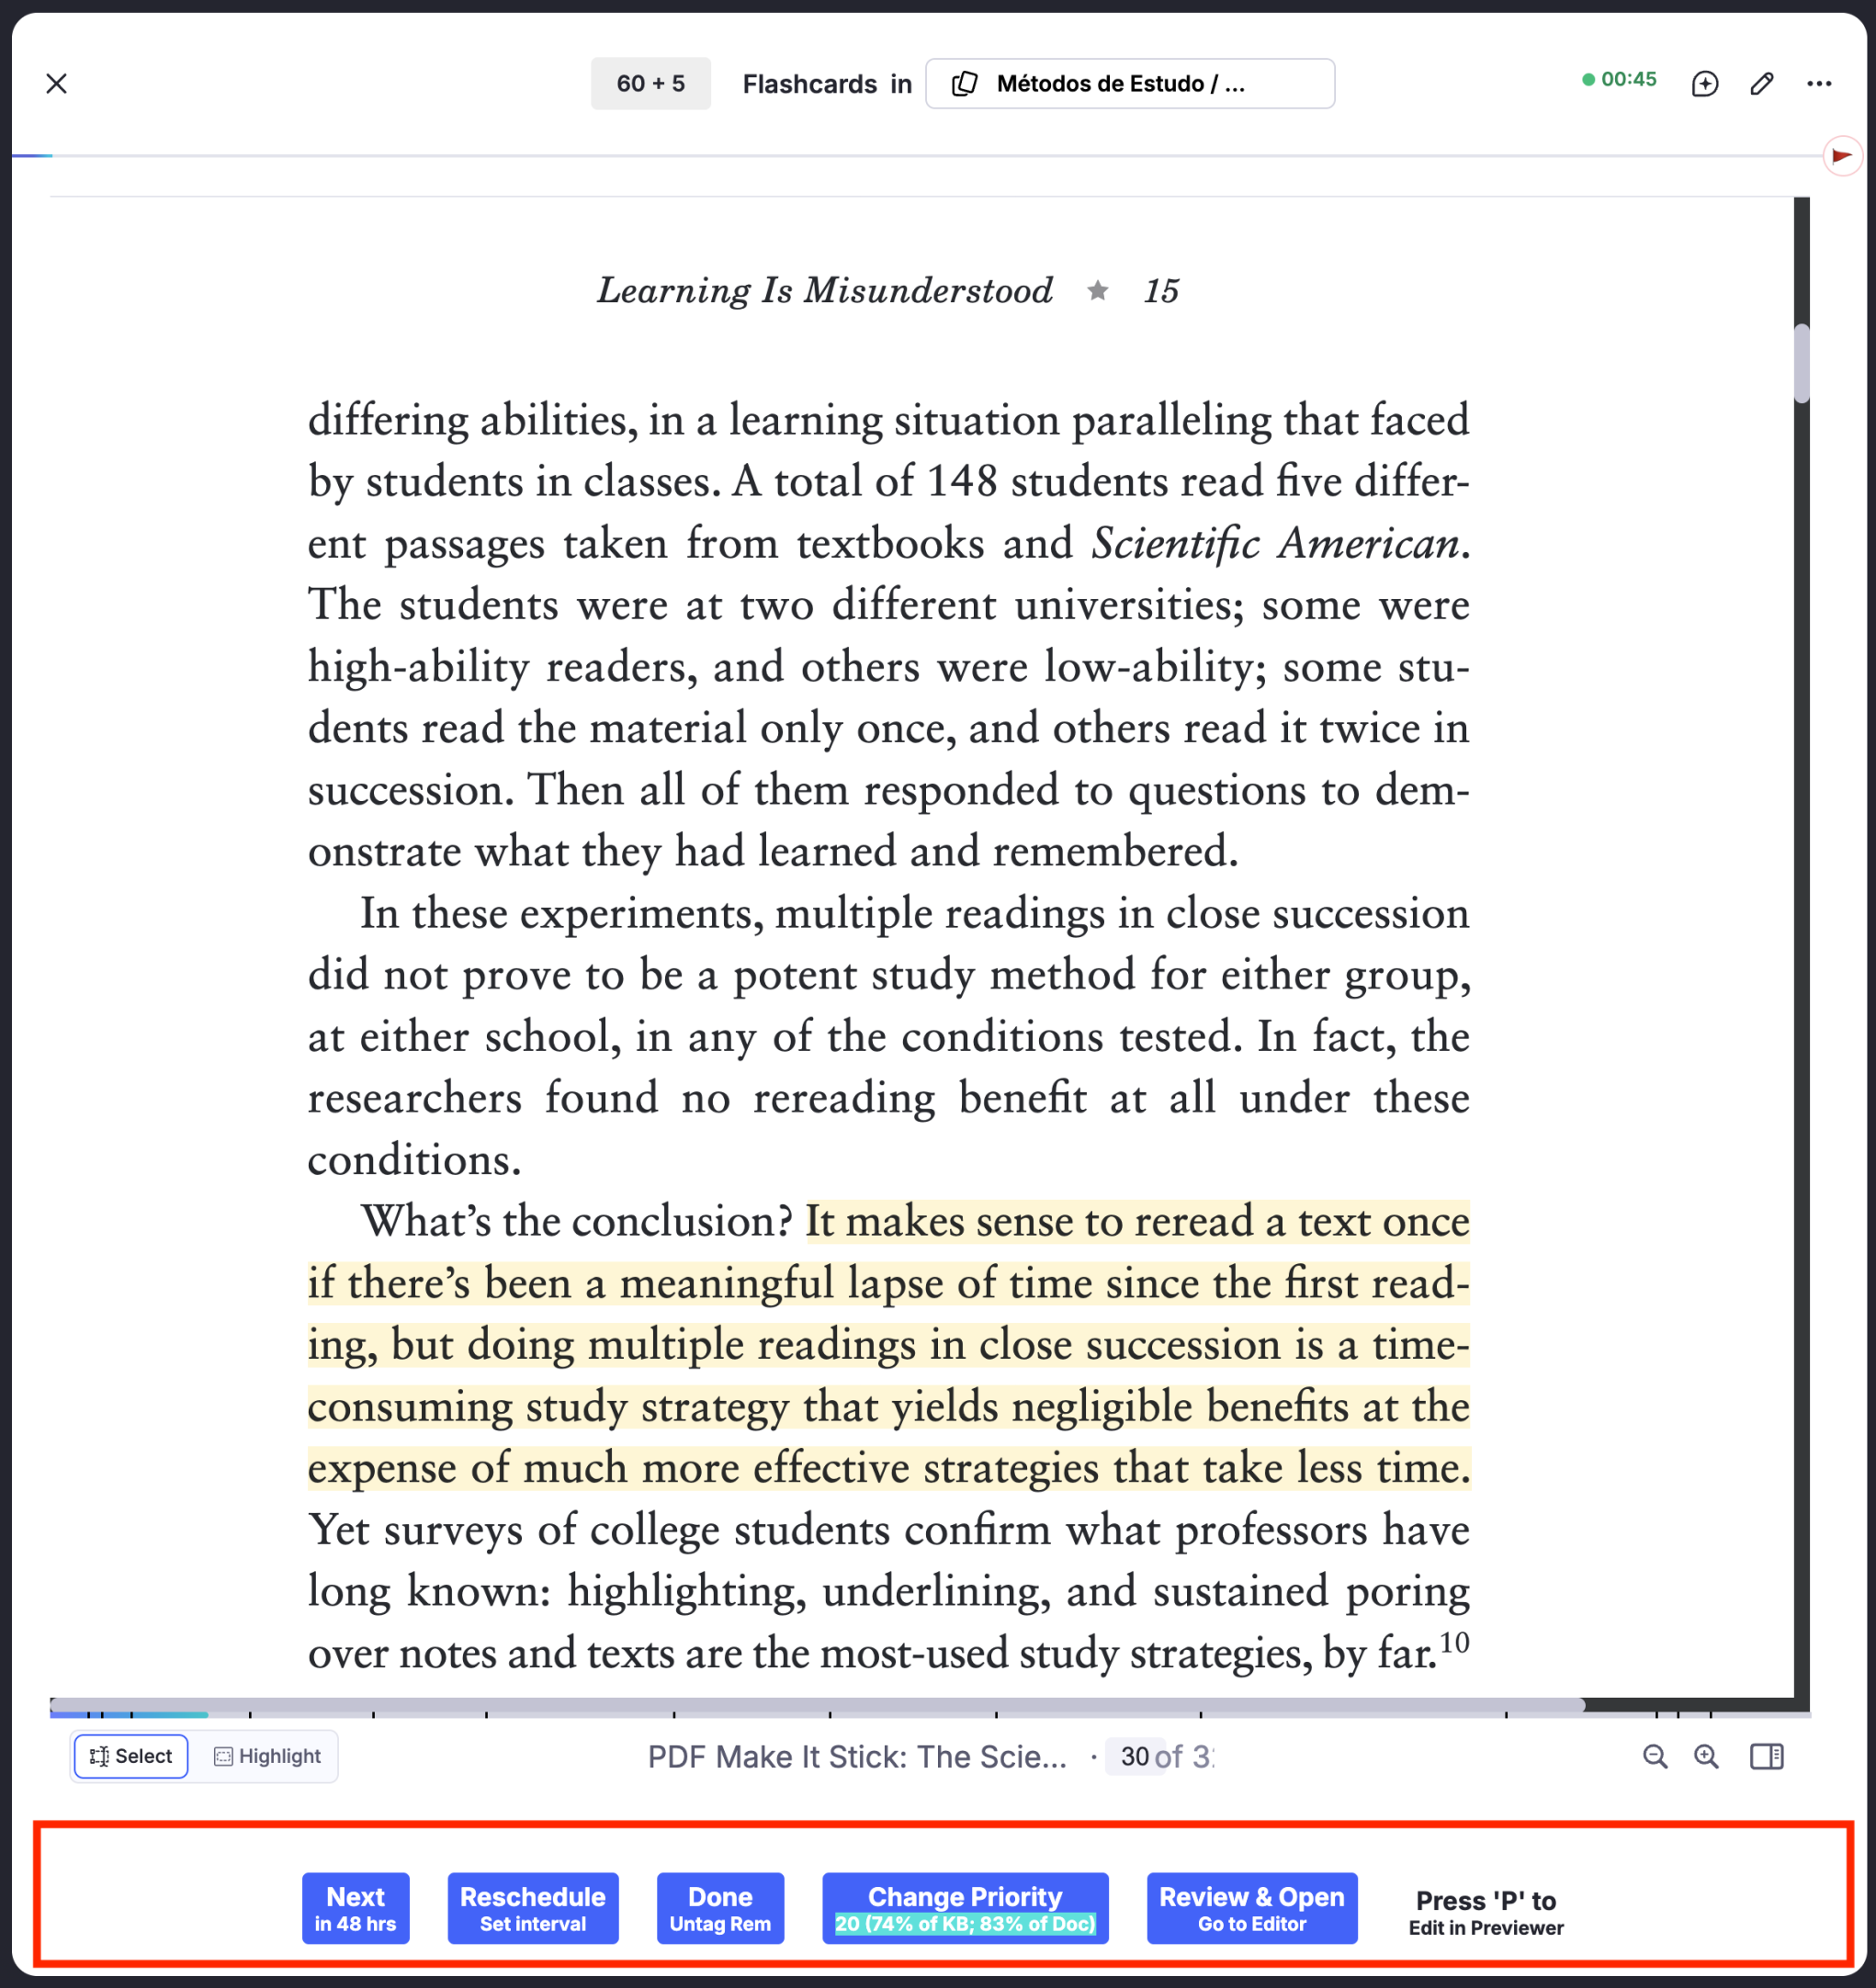 60 + 5 Flashcards in Métodos de Estudo / ... 00:45
Learning Is Misunderstood ★ 15
differing abilities, in a learning situation paralleling that faced
by students in classes. A total of 148 students read five differ-
ent passages taken from textbooks and Scientific American.
The students were at two different universities; some were
high-ability readers, and others were low-ability; some stu-
dents read the material only once, and others read it twice in
succession. Then all of them responded to questions to dem-
onstrate what they had learned and remembered.
In these experiments, multiple readings in close succession
did not prove to be a potent study method for either group,
at either school, in any of the conditions tested. In fact, the
researchers found no rereading benefit at all under these
conditions.
What’s the conclusion? It makes sense to reread a text once
if there’s been a meaningful lapse of time since the first read-
ing, but doing multiple readings in close succession is a time-
consuming study strategy that yields negligible benefits at the
expense of much more effective strategies that take less time.
Yet surveys of college students confirm what professors have
long known: highlighting, underlining, and sustained poring
over notes and texts are the most-used study strategies, by far.10
Select Highlight PDF Make It Stick: The Scie... · 30 of
Next
in 48 hrs
Reschedule
Set interval
Done
Untag Rem
Change Priority
20 (74% of KB; 83% of Doc)
Review & Open
Go to Editor
Press 'P' to
Edit in Previewer